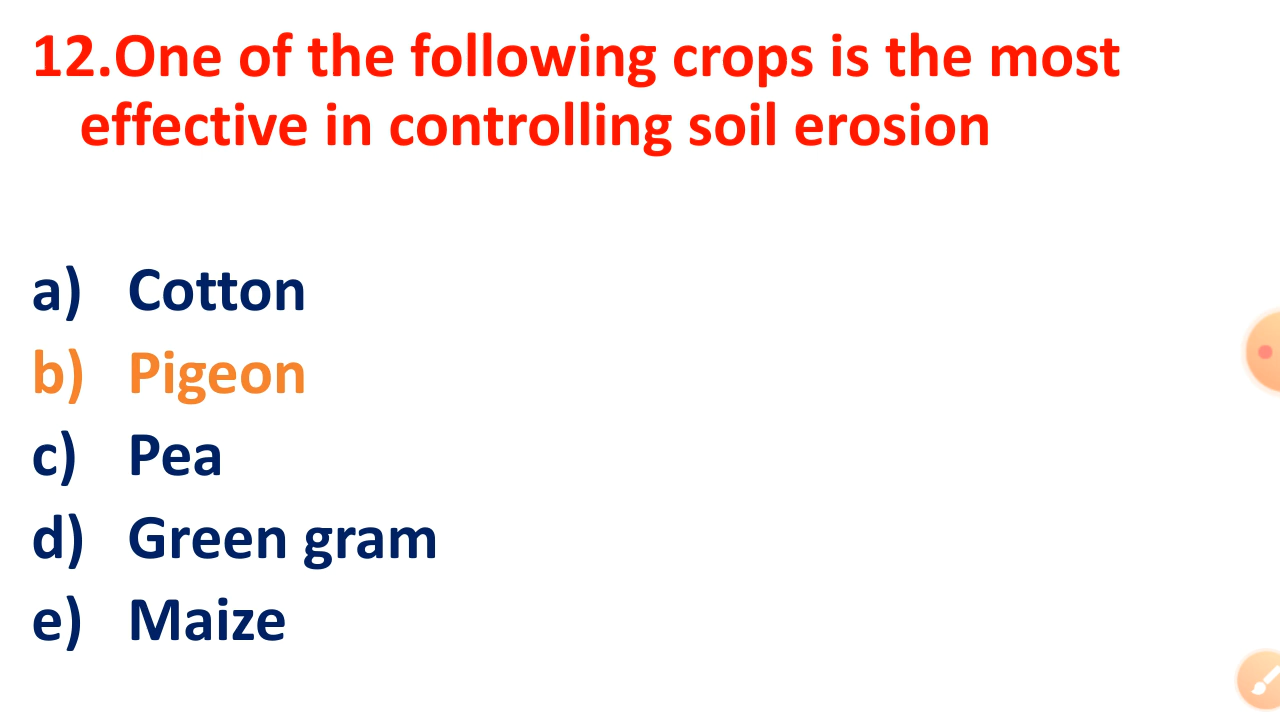 12.One of the following crops is the most
effective in controlling soil erosion
a) Cotton
b) Pigeon
c) Pea
d) Green gram
e) Maize